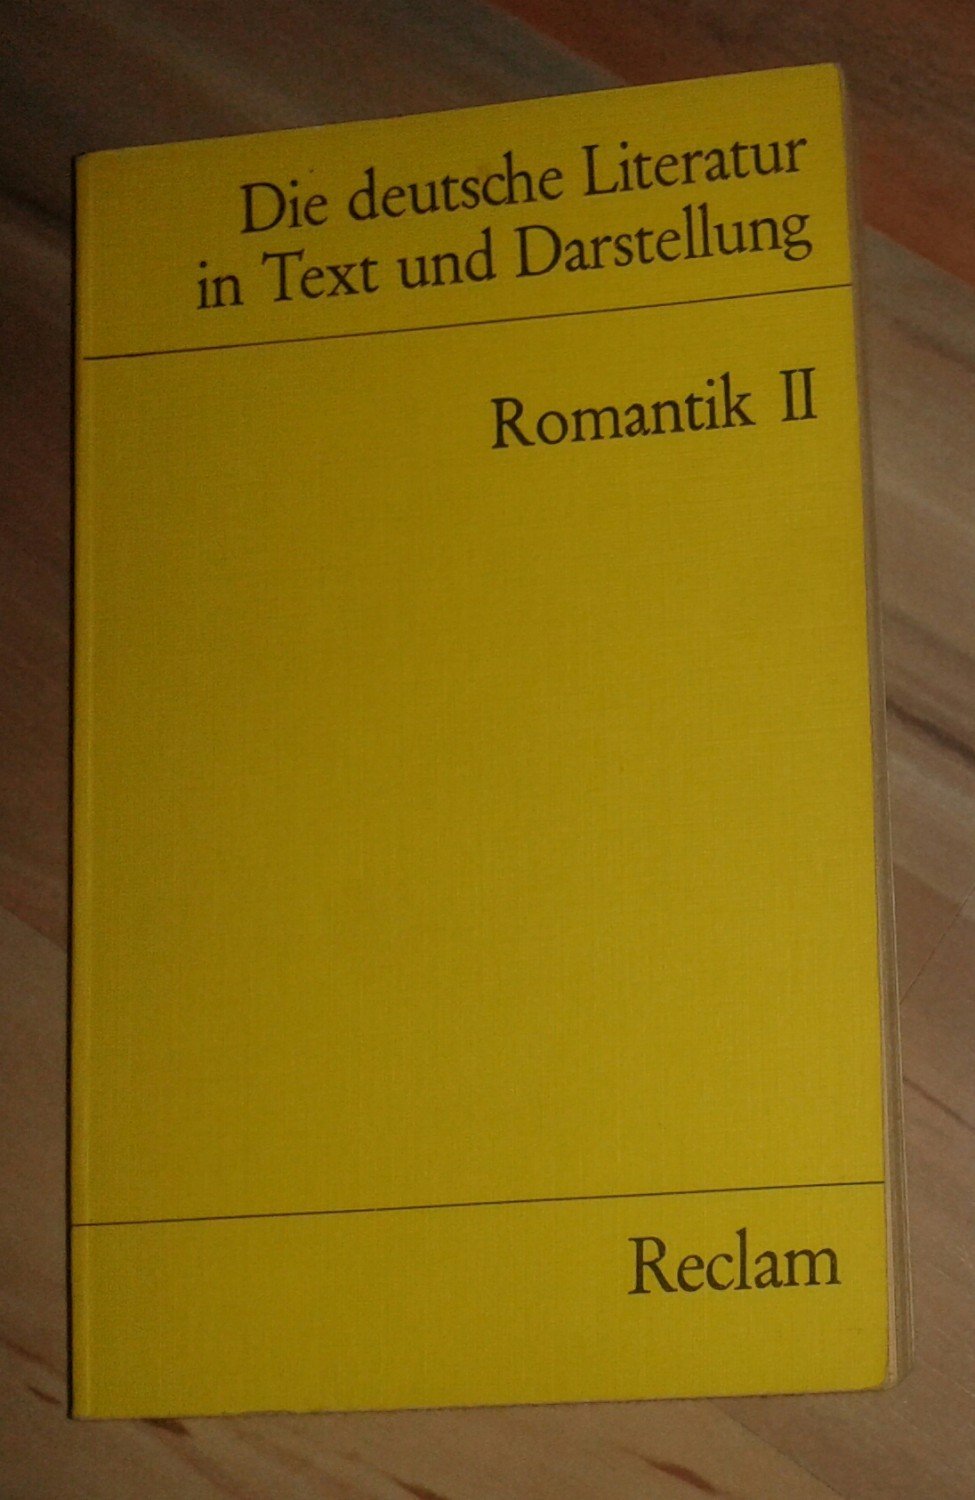 Die deutsche Literatur
in Text und Darstellung
Romantik II
Reclam